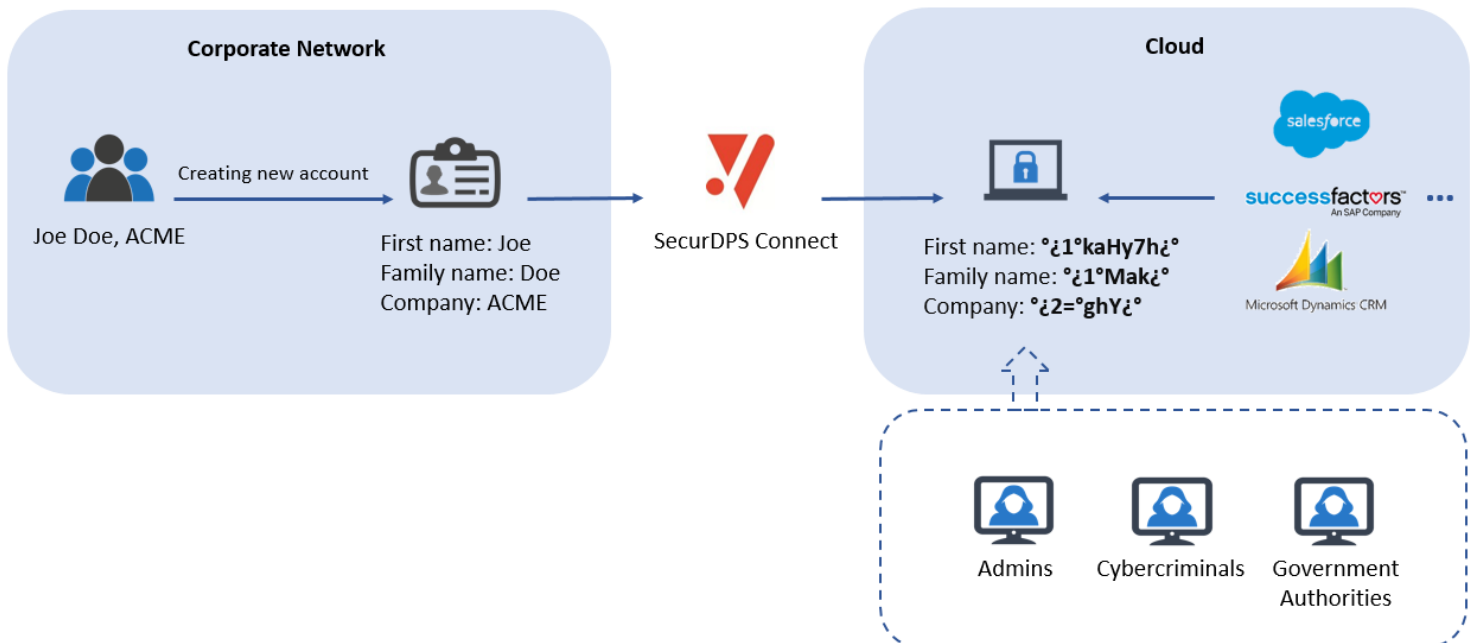 Corporate Network
Creating new account
Joe Doe, ACME
First name: Joe
Family name: Doe
Company: ACME
SecurDPS Connect
Cloud
salesforce
successfactors™
An SAP Company
Microsoft Dynamics CRM
First name: °¿1°kaHy7h¿°
Family name: °¿1°Mak¿°
Company: °¿2=°ghY¿°
Admins
Cybercriminals
Government
Authorities